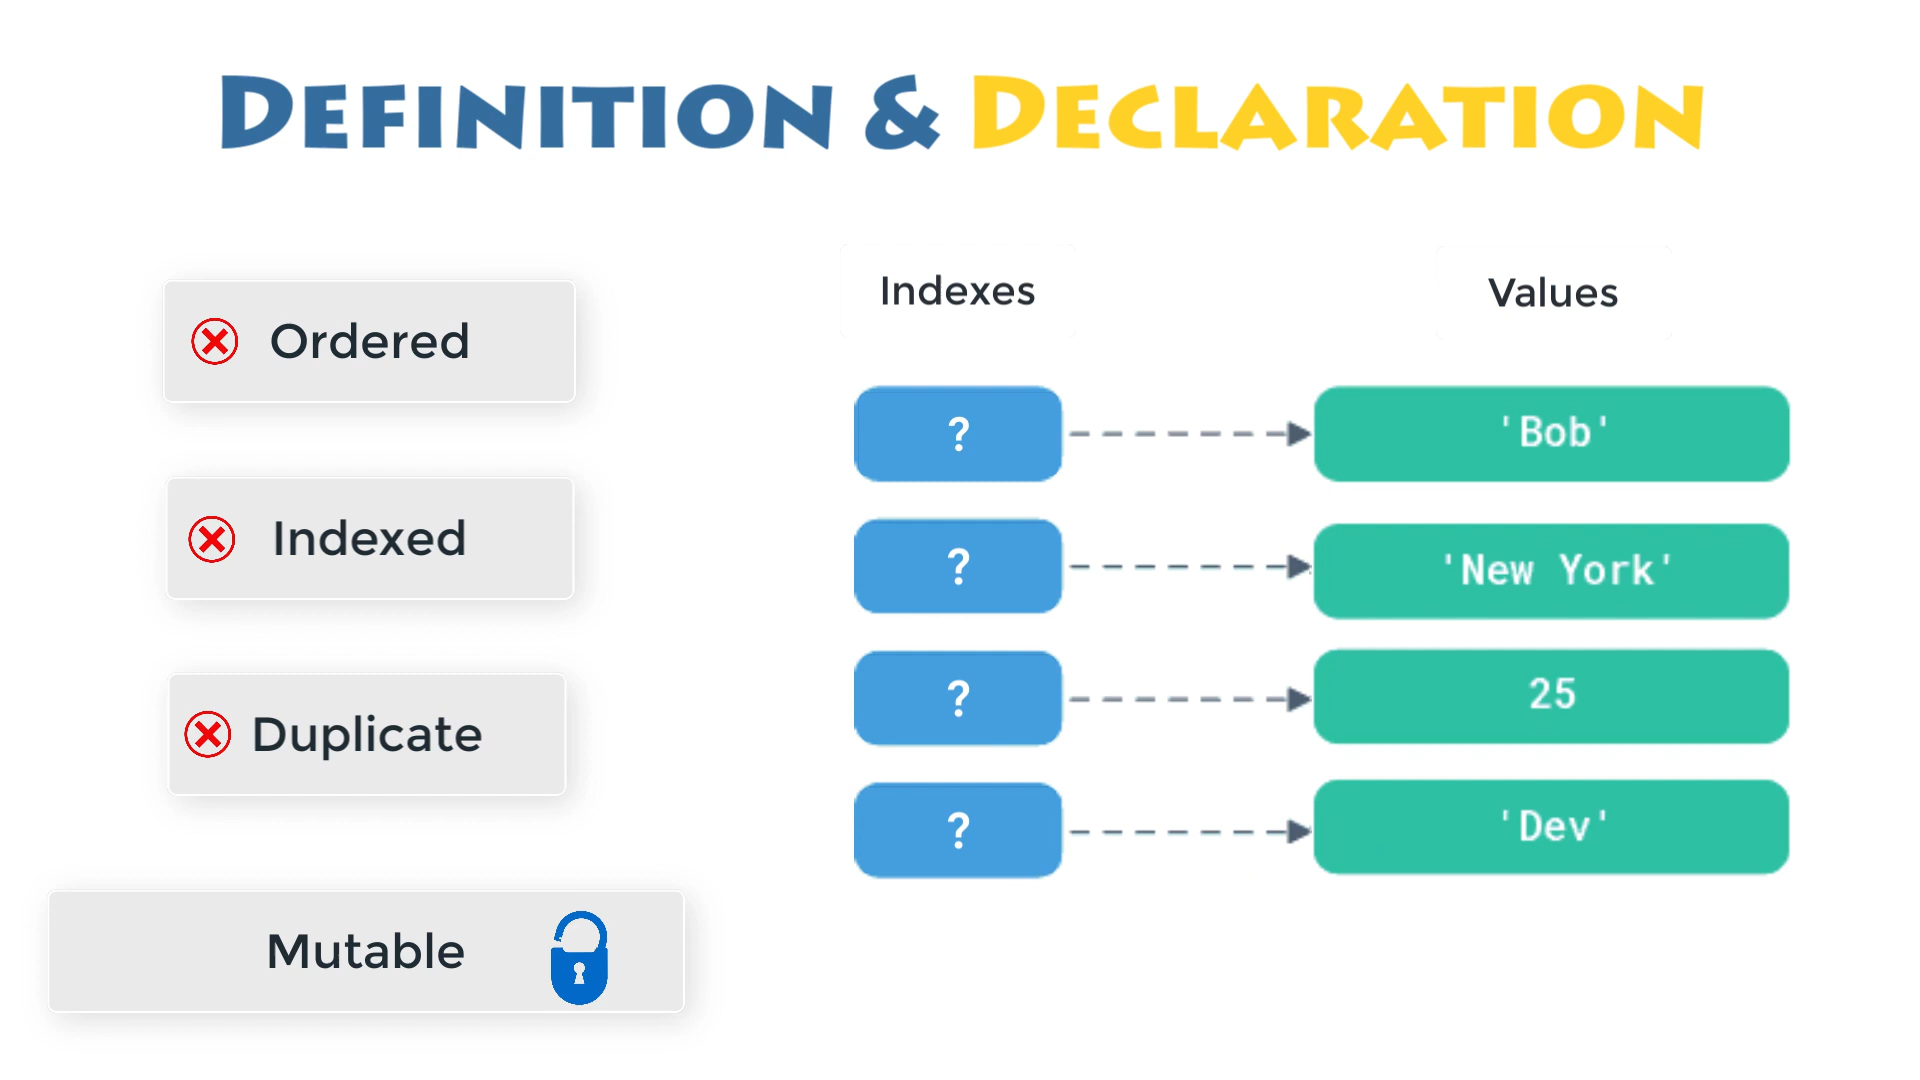 DEFINITION & DECLARATION
Ordered
Indexed
Duplicate
Mutable
Indexes Values
? 'Bob'
? 'New York'
? 25
? 'Dev'